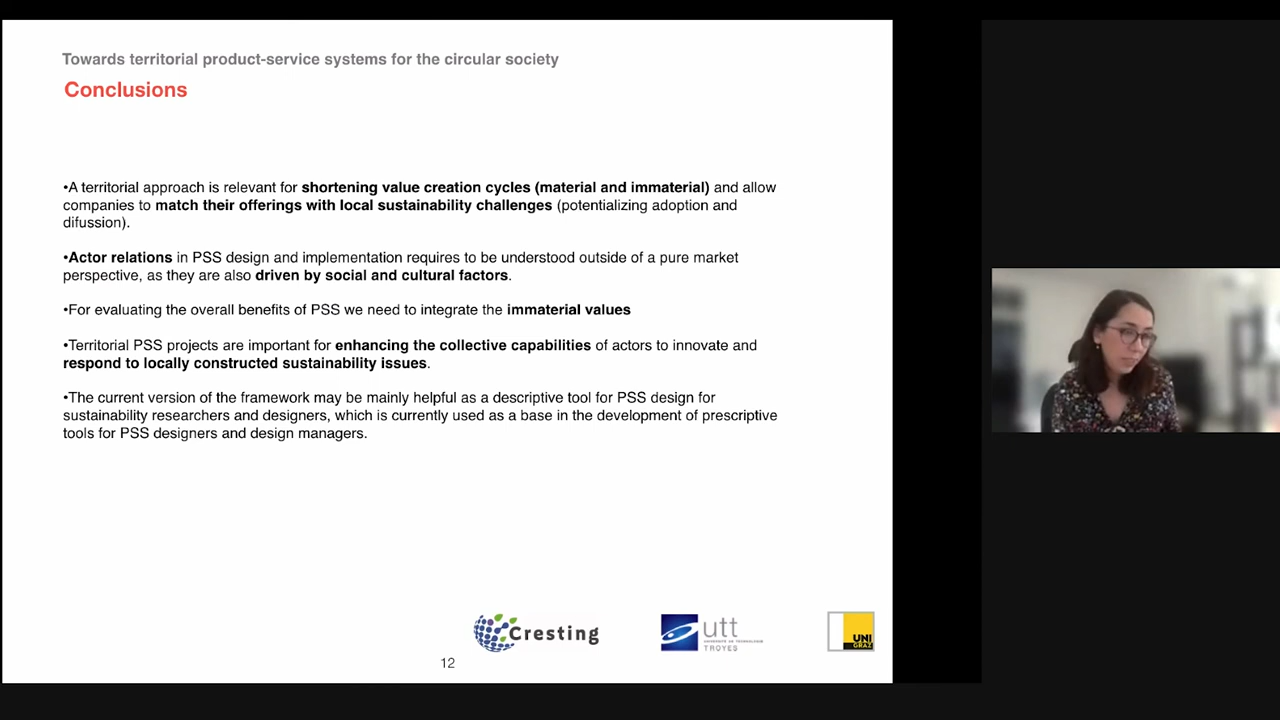 Towards territorial product-service systems for the circular society
Conclusions
•A territorial approach is relevant for shortening value creation cycles (material and immaterial) and allow
companies to match their offerings with local sustainability challenges (potentializing adoption and
difussion).
•Actor relations in PSS design and implementation requires to be understood outside of a pure market
perspective, as they are also driven by social and cultural factors.
•For evaluating the overall benefits of PSS we need to integrate the immaterial values
•Territorial PSS projects are important for enhancing the collective capabilities of actors to innovate and
respond to locally constructed sustainability issues.
•The current version of the framework may be mainly helpful as a descriptive tool for PSS design for
sustainability researchers and designers, which is currently used as a base in the development of prescriptive
tools for PSS designers and design managers.
Cresting
utt
UNIVERSITÉ DE TECHNOLOGIE
TROYES
UNI
GRAZ
12